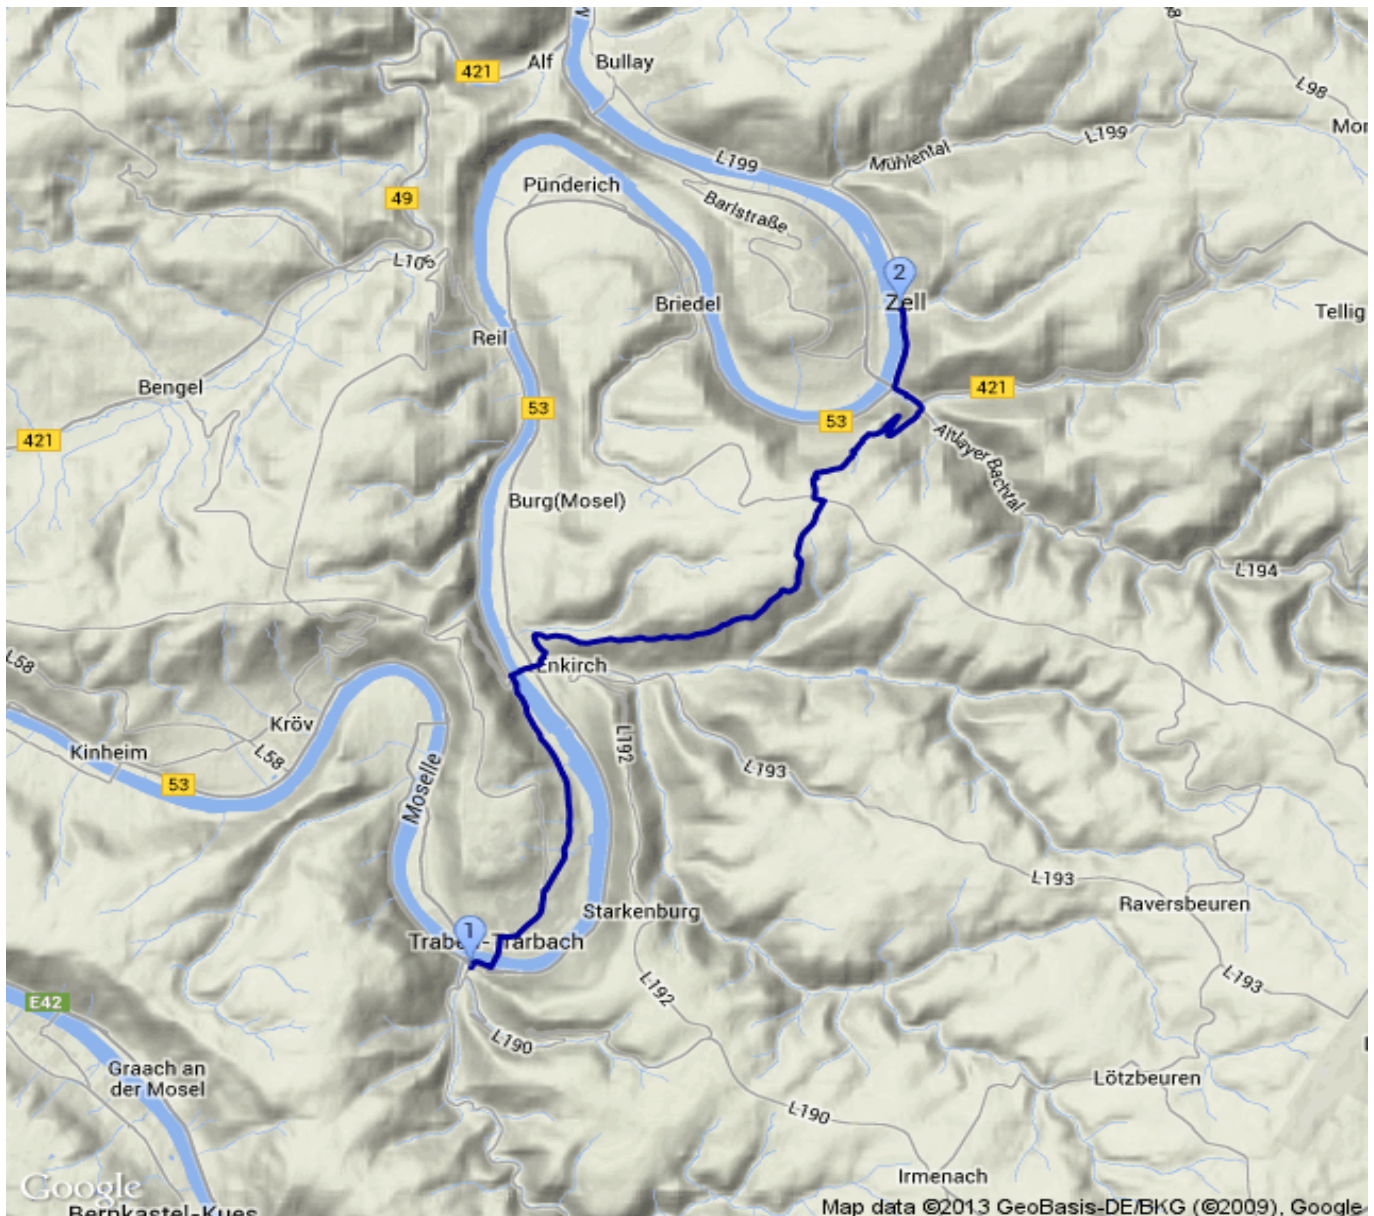 421
Alf
Bullay
L98
L199
Mühlental
L199
Pünderich
49
Barlstraße
L105
2
Zell
Briedel
Tellig
Reil
Bengel
421
53
53
421
Altlayer Bachtal
Burg(Mosel)
L194
L58
Enkirch
Kröv
L58
Kinheim
L192
L193
53
Moselle
L193
Raversbeuren
Starkenburg
1
Traben-Trarbach
L193
L192
E42
L190
Graach an
der Mosel
Lötzbeuren
L190
Irmenach
Google
Bernkastel-Kues
Map data ©2013 GeoBasis-DE/BKG (©2009), Google